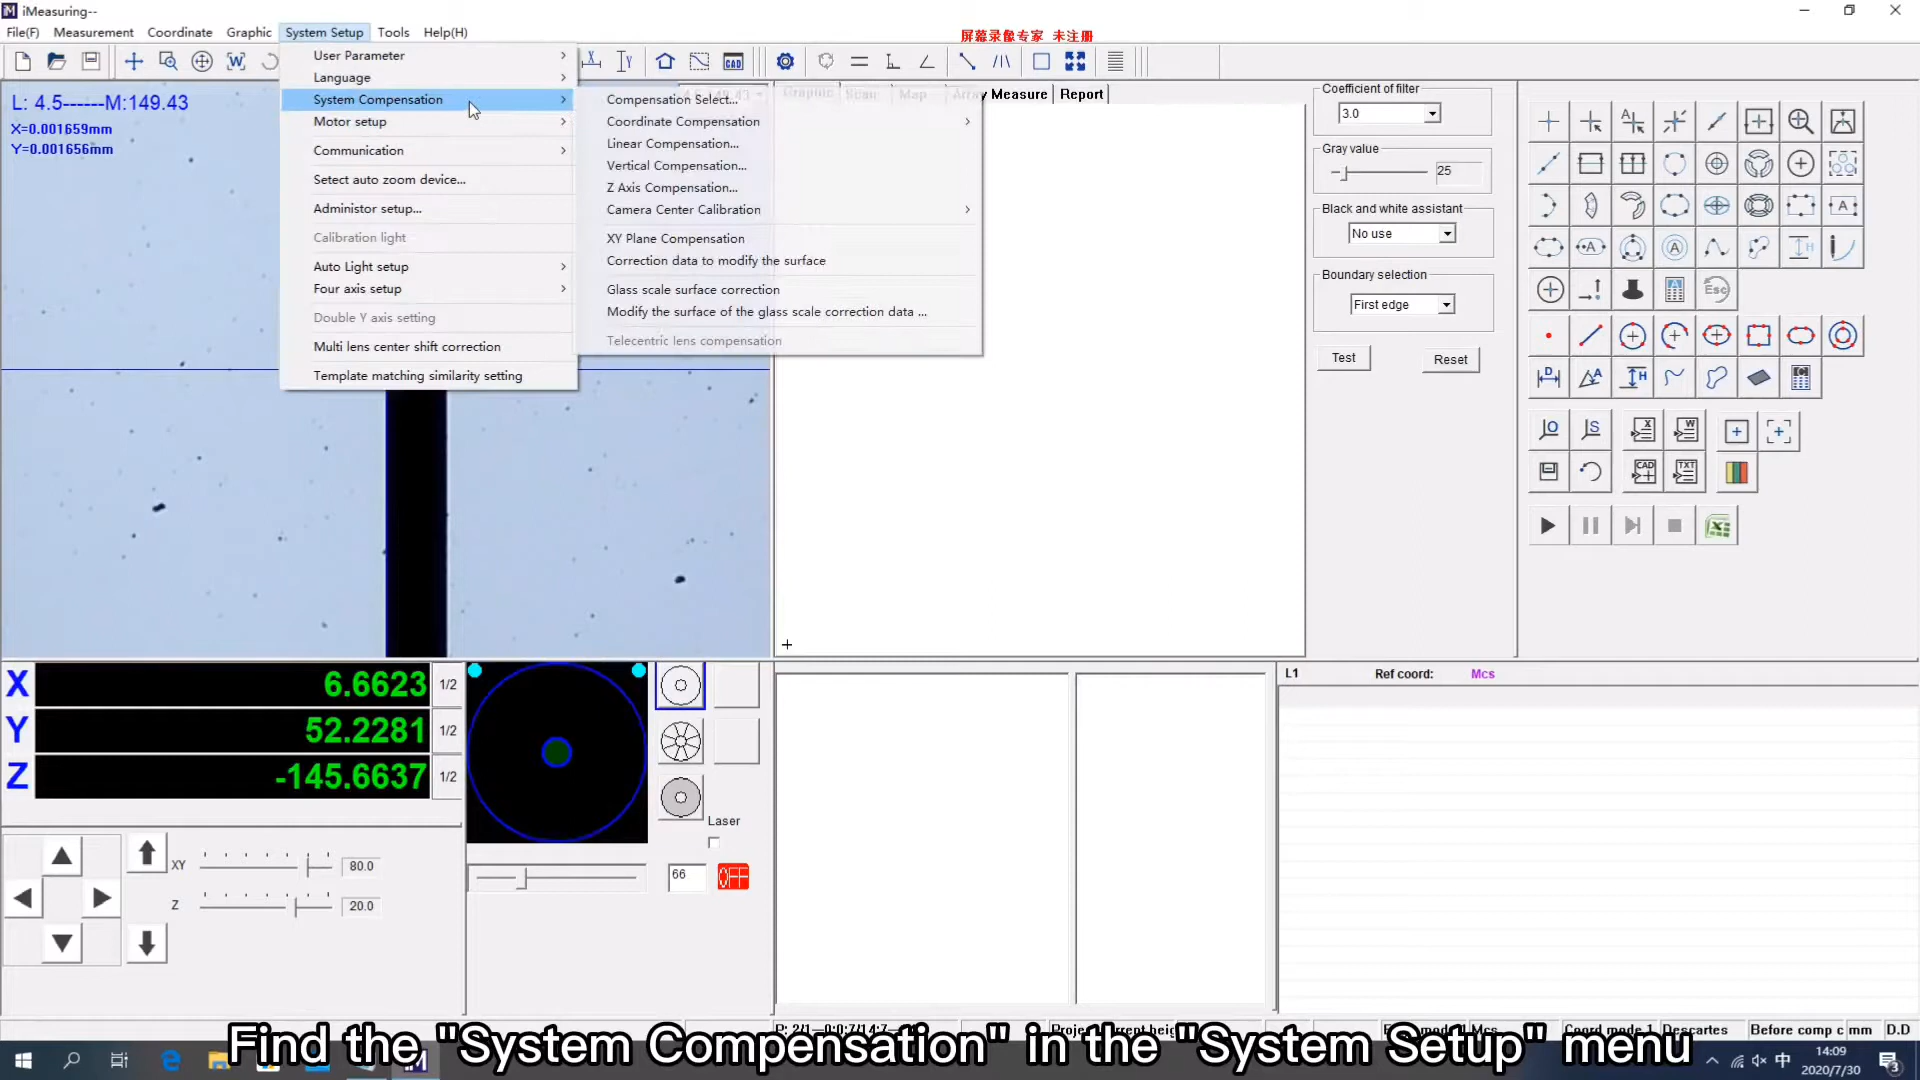 iMeasuring--
File(F) Measurement Coordinate Graphic System Setup Tools Help(H)
屏幕录像专家 未注册
L: 4.5------M:149.43
X=0.001659mm
Y=0.001656mm
User Parameter
Language
System Compensation
Motor setup
Communication
Setect auto zoom device...
Administor setup...
Calibration light
Auto Light setup
Four axis setup
Double Y axis setting
Multi lens center shift correction
Template matching similarity setting
Compensation Select...
Coordinate Compensation
Linear Compensation...
Vertical Compensation...
Z Axis Compensation...
Camera Center Calibration
XY Plane Compensation
Correction data to modify the surface
Glass scale surface correction
Modify the surface of the glass scale correction data ...
Telecentric lens compensation
Graphic Scan Map Array Measure Report
Coefficient of filter
3.0
Gray value
25
Black and white assistant
No use
Boundary selection
First edge
Test Reset
X 6.6623 1/2
Y 52.2281 1/2
Z -145.6637 1/2
XY 80.0
Z 20.0
Laser
66 OFF
L1 Ref coord: Mcs
Coord mode 1 Descartes Before comp c mm D.D
Find the "System Compensation" in the "System Setup" menu
中
14:09
2020/7/30
3